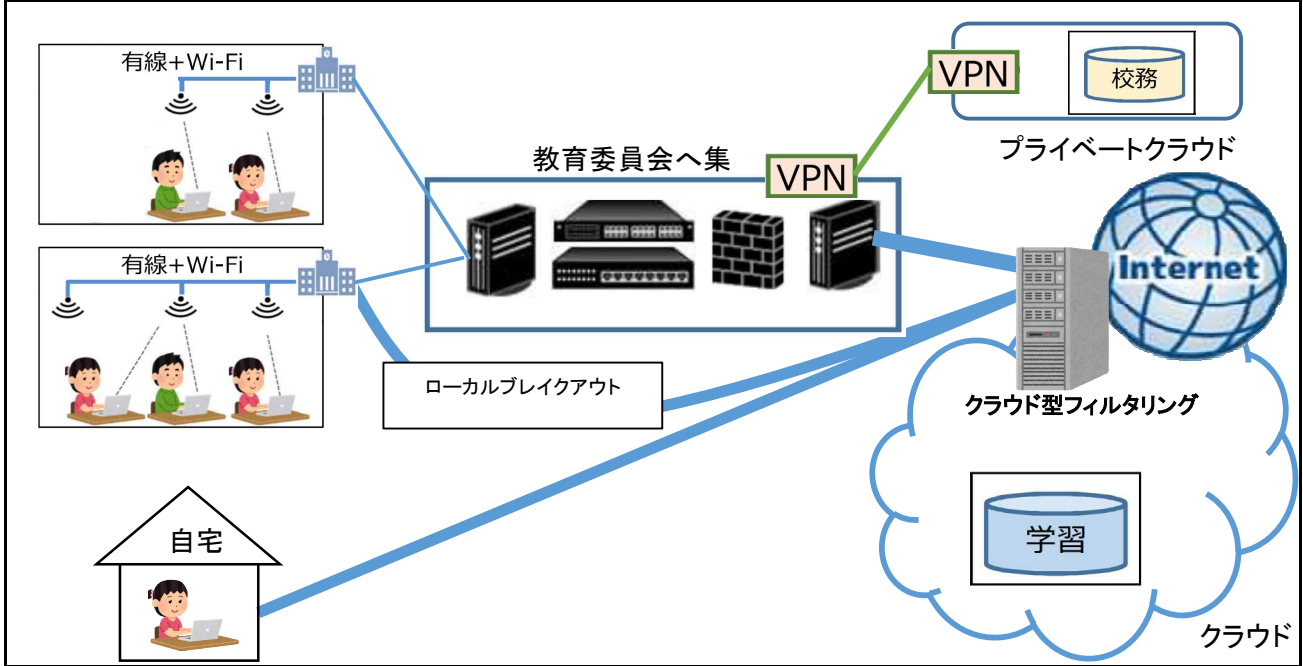 有線+Wi-Fi
有線+Wi-Fi
教育委員会へ集
VPN
VPN
校務
プライベートクラウド
Internet
ローカルブレイクアウト
クラウド型フィルタリング
学習
自宅
クラウド